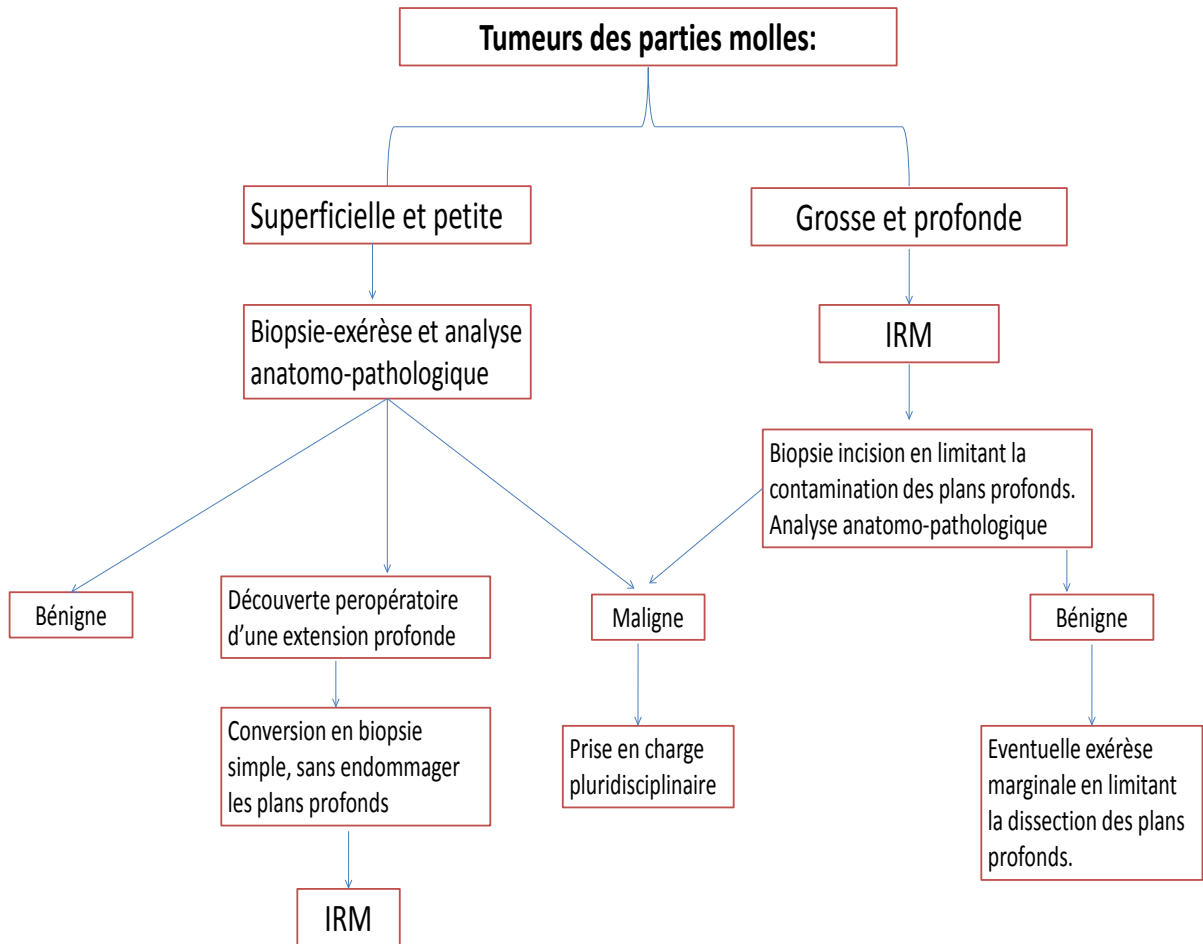 Tumeurs des parties molles:
Superficielle et petite
Grosse et profonde
Biopsie-exérèse et analyse
anatomo-pathologique
IRM
Biopsie incision en limitant la
contamination des plans profonds.
Analyse anatomo-pathologique
Bénigne
Découverte peropératoire
d’une extension profonde
Maligne
Bénigne
Conversion en biopsie
simple, sans endommager
les plans profonds
Prise en charge
pluridisciplinaire
Eventuelle exérèse
marginale en limitant
la dissection des plans
profonds.
IRM